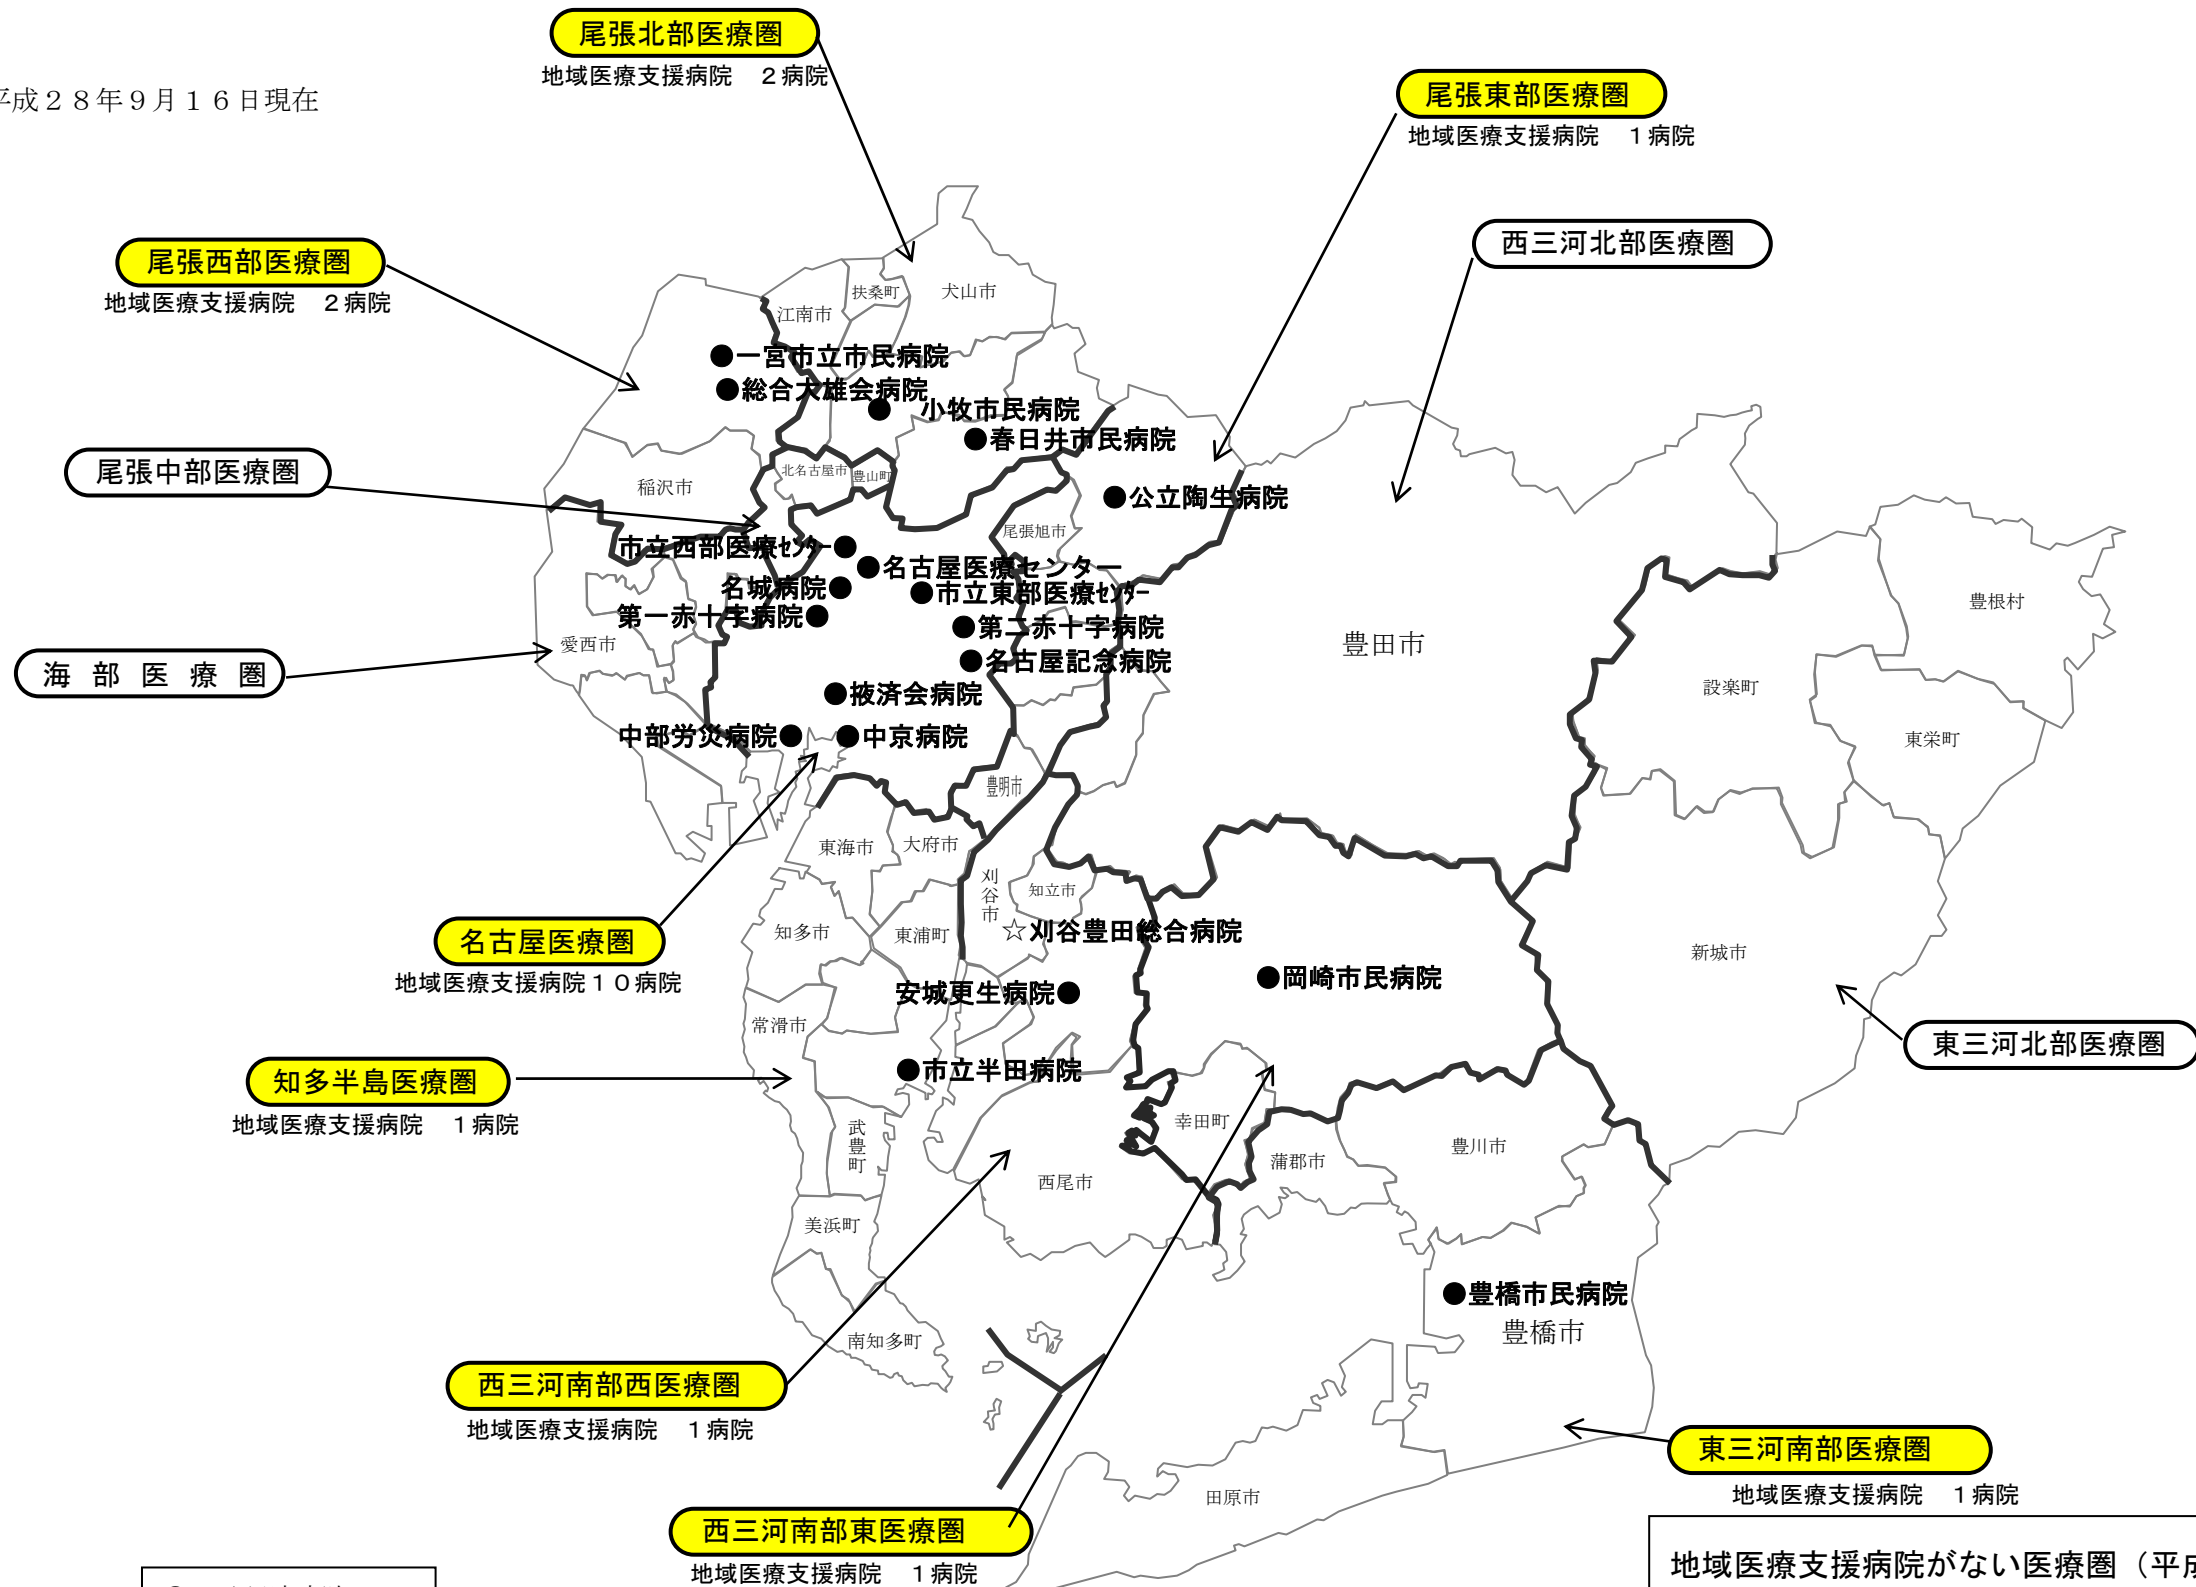 尾張北部医療圏
地域医療支援病院　２病院
平成２８年９月１６日現在
尾張東部医療圏
地域医療支援病院　１病院
西三河北部医療圏
尾張西部医療圏
地域医療支援病院　２病院
扶桑町
犬山市
江南市
●一宮市立市民病院
●総合大雄会病院
●小牧市民病院
●春日井市民病院
尾張中部医療圏
北名古屋市
豊山町
稲沢市
●公立陶生病院
尾張旭市
市立西部医療ｾﾝﾀｰ●
●名古屋医療センター
名城病院●
●市立東部医療ｾﾝﾀｰ
第一赤十字病院●
●第二赤十字病院
豊根村
愛西市
豊田市
●名古屋記念病院
海部医療圏
●掖済会病院
設楽町
中部労災病院●
●中京病院
東栄町
豊明市
東海市
大府市
刈谷市
知立市
知多市
東浦町
☆刈谷豊田総合病院
名古屋医療圏
地域医療支援病院１０病院
新城市
●岡崎市民病院
安城更生病院●
常滑市
東三河北部医療圏
●市立半田病院
知多半島医療圏
地域医療支援病院　１病院
幸田町
武豊町
豊川市
蒲郡市
西尾市
美浜町
●豊橋市民病院
豊橋市
南知多町
西三河南部西医療圏
地域医療支援病院　１病院
東三河南部医療圏
地域医療支援病院　１病院
田原市
西三河南部東医療圏
地域医療支援病院　１病院
地域医療支援病院がない医療圏（平成